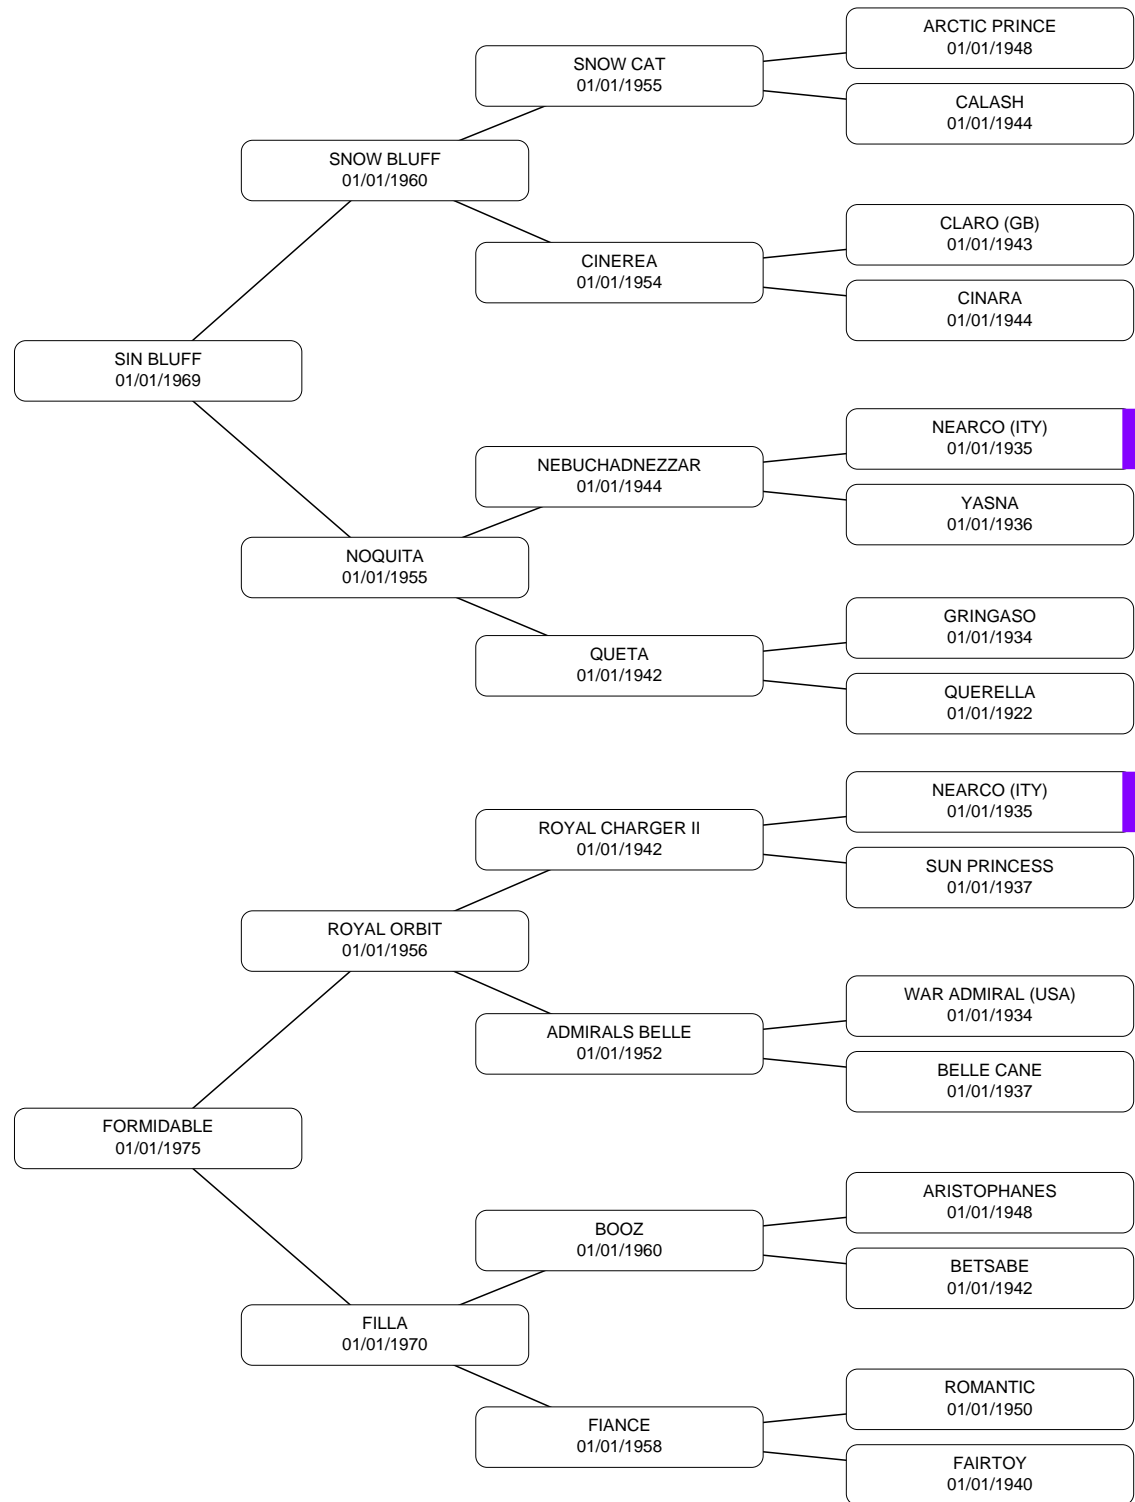 ARCTIC PRINCE
01/01/1948
SNOW CAT
01/01/1955
CALASH
01/01/1944
SNOW BLUFF
01/01/1960
CLARO (GB)
01/01/1943
CINEREA
01/01/1954
CINARA
01/01/1944
SIN BLUFF
01/01/1969
NEARCO (ITY)
01/01/1935
NEBUCHADNEZZAR
01/01/1944
YASNA
01/01/1936
NOQUITA
01/01/1955
GRINGASO
01/01/1934
QUETA
01/01/1942
QUERELLA
01/01/1922
NEARCO (ITY)
01/01/1935
ROYAL CHARGER II
01/01/1942
SUN PRINCESS
01/01/1937
ROYAL ORBIT
01/01/1956
WAR ADMIRAL (USA)
01/01/1934
ADMIRALS BELLE
01/01/1952
BELLE CANE
01/01/1937
FORMIDABLE
01/01/1975
ARISTOPHANES
01/01/1948
BOOZ
01/01/1960
BETSABE
01/01/1942
FILLA
01/01/1970
ROMANTIC
01/01/1950
FIANCE
01/01/1958
FAIRTOY
01/01/1940